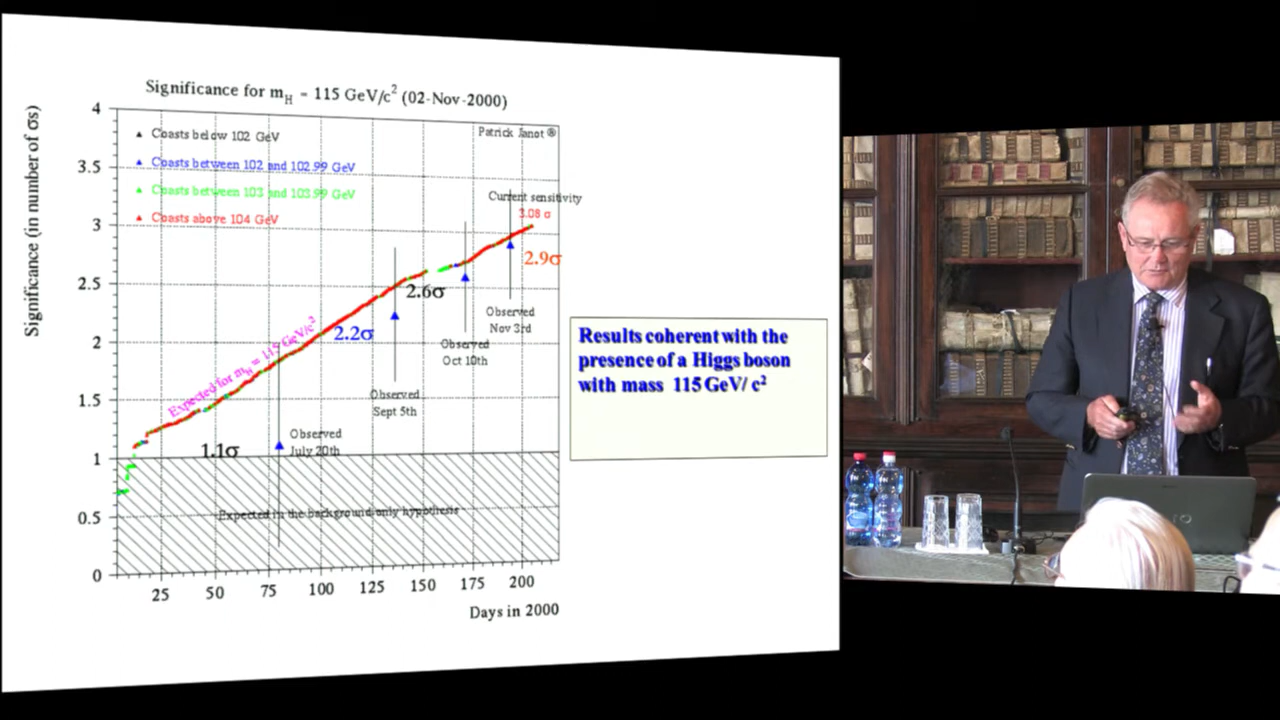 Significance for mH = 115 GeV/c2 (02-Nov-2000)
Significance (in number of σs)
4
3.5
3
2.5
2
1.5
1
0.5
0
Patrick Janot ®
Coasts below 102 GeV
Coasts between 102 and 102.99 GeV
Coasts between 103 and 103.99 GeV
Coasts above 104 GeV
Current sensitivity
3.08 σ
2.9σ
2.6σ
2.2σ
1.1σ
Expected for mH = 115 GeV/c2
Observed
Nov 3rd
Observed
Oct 10th
Observed
Sept 5th
Observed
July 20th
Expected in the background-only hypothesis
25 50 75 100 125 150 175 200
Days in 2000
Results coherent with the
presence of a Higgs boson
with mass 115 GeV/ c2